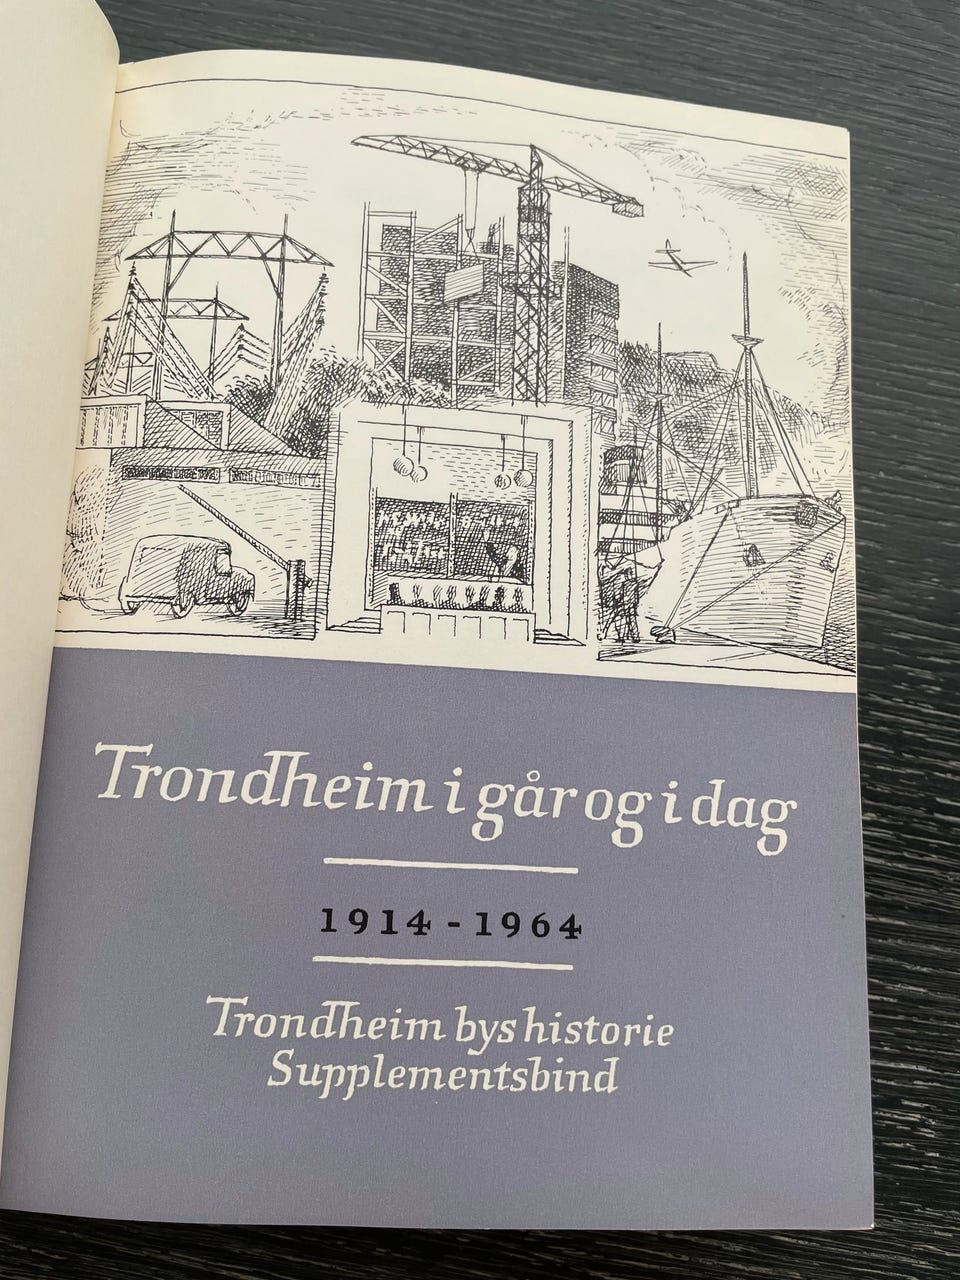 Trondheim i går og i dag
1914 - 1964
Trondheim bys historie
Supplementsbind